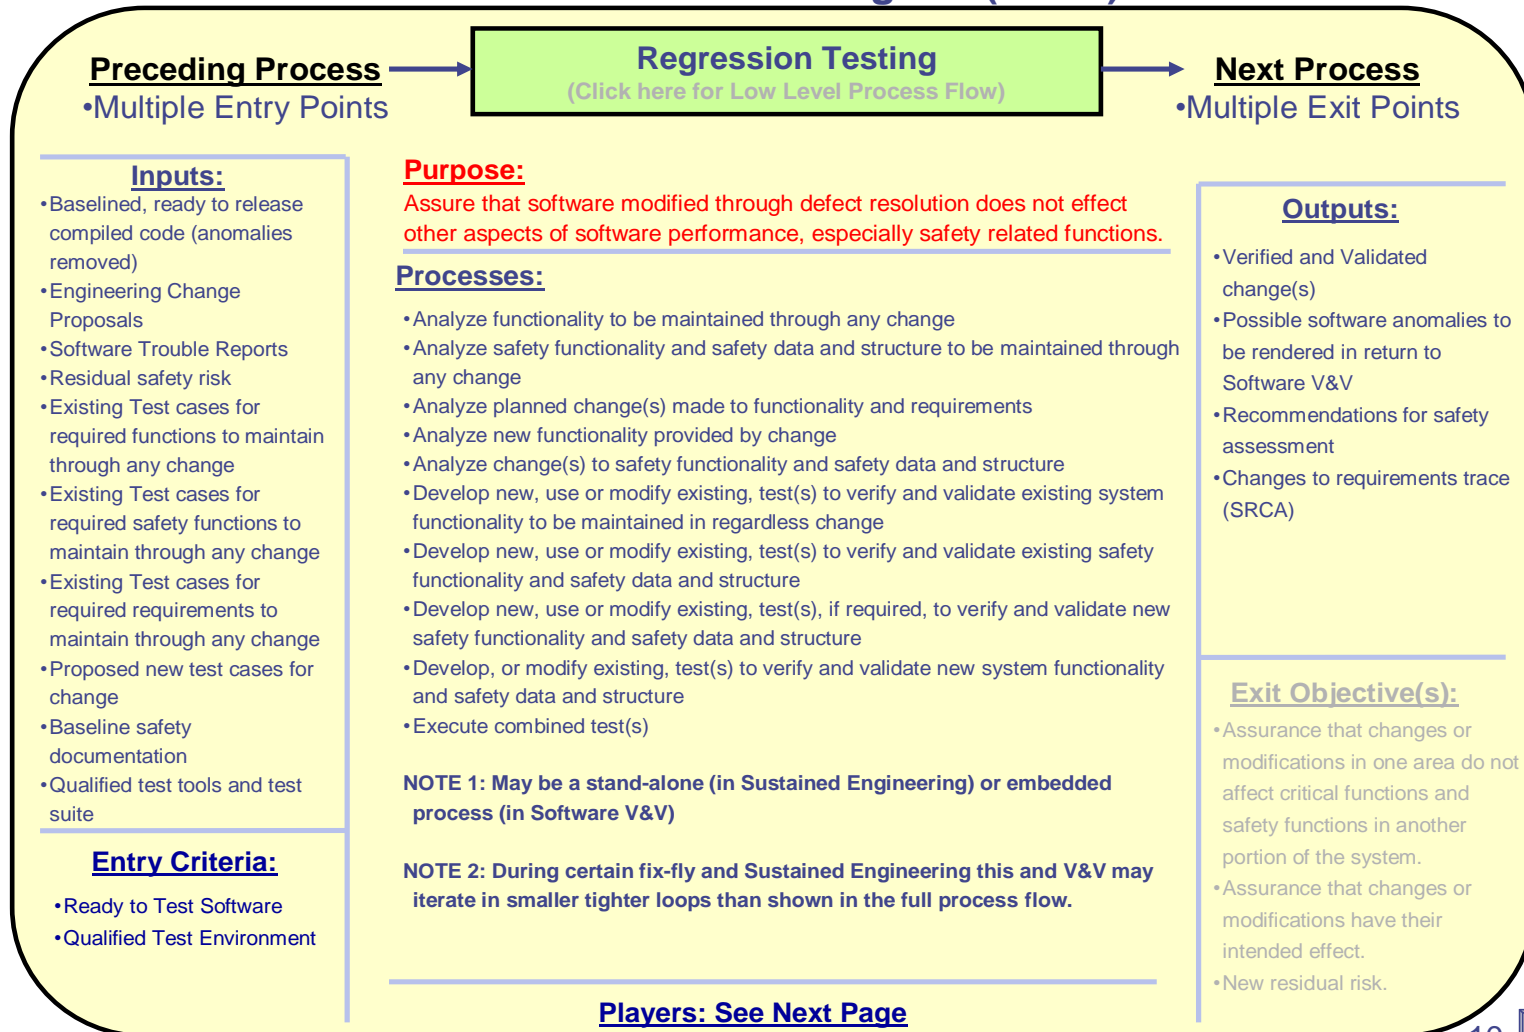 Preceding Process
•Multiple Entry Points
Regression Testing
(Click here for Low Level Process Flow)
Next Process
•Multiple Exit Points
Inputs:
•Baselined, ready to release
compiled code (anomalies
removed)
•Engineering Change
Proposals
•Software Trouble Reports
•Residual safety risk
•Existing Test cases for
required functions to maintain
through any change
•Existing Test cases for
required safety functions to
maintain through any change
•Existing Test cases for
required requirements to
maintain through any change
•Proposed new test cases for
change
•Baseline safety
documentation
•Qualified test tools and test
suite
Entry Criteria:
•Ready to Test Software
•Qualified Test Environment
Purpose:
Assure that software modified through defect resolution does not effect
other aspects of software performance, especially safety related functions.
Processes:
•Analyze functionality to be maintained through any change
•Analyze safety functionality and safety data and structure to be maintained through
any change
•Analyze planned change(s) made to functionality and requirements
•Analyze new functionality provided by change
•Analyze change(s) to safety functionality and safety data and structure
•Develop new, use or modify existing, test(s) to verify and validate existing system
functionality to be maintained in regardless change
•Develop new, use or modify existing, test(s) to verify and validate existing safety
functionality and safety data and structure
•Develop new, use or modify existing, test(s), if required, to verify and validate new
safety functionality and safety data and structure
•Develop, or modify existing, test(s) to verify and validate new system functionality
and safety data and structure
•Execute combined test(s)
NOTE 1: May be a stand-alone (in Sustained Engineering) or embedded
process (in Software V&V)
NOTE 2: During certain fix-fly and Sustained Engineering this and V&V may
iterate in smaller tighter loops than shown in the full process flow.
Players: See Next Page
Outputs:
•Verified and Validated
change(s)
•Possible software anomalies to
be rendered in return to
Software V&V
•Recommendations for safety
assessment
•Changes to requirements trace
(SRCA)
Exit Objective(s):
•Assurance that changes or
modifications in one area do not
affect critical functions and
safety functions in another
portion of the system.
•Assurance that changes or
modifications have their
intended effect.
•New residual risk.